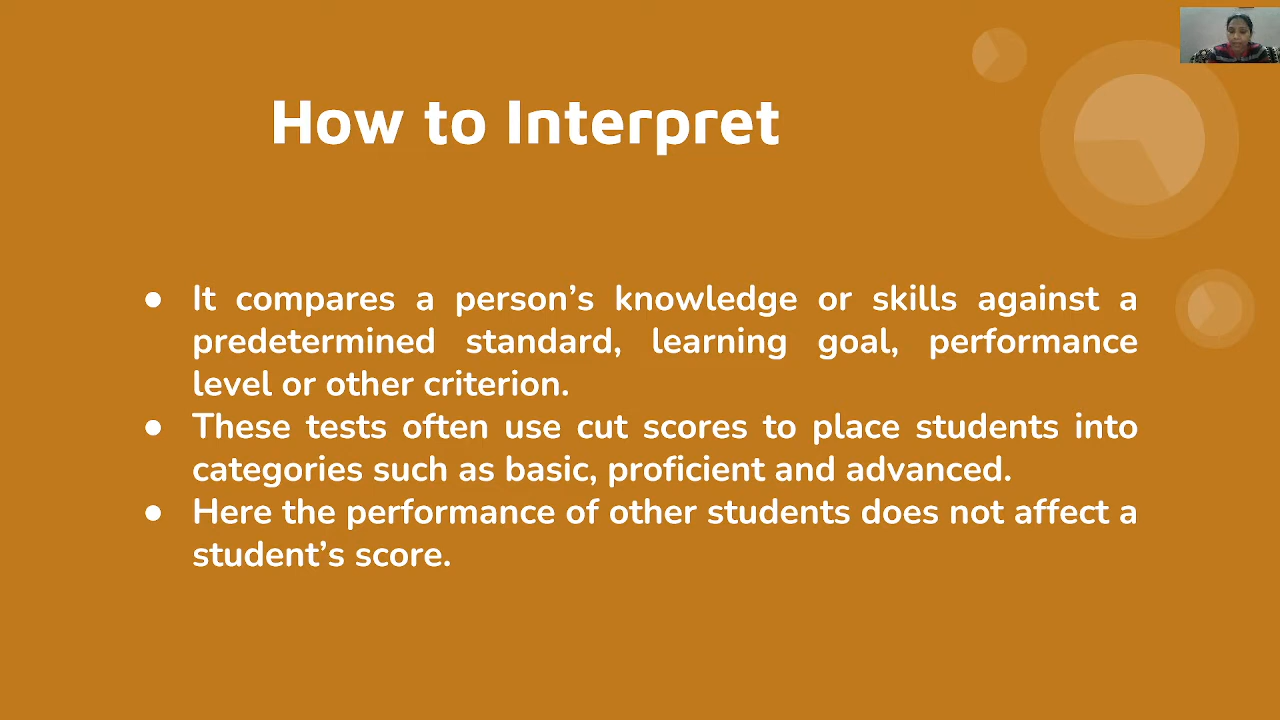 How to Interpret
● It compares a person’s knowledge or skills against a
predetermined standard, learning goal, performance
level or other criterion.
● These tests often use cut scores to place students into
categories such as basic, proficient and advanced.
● Here the performance of other students does not affect a
student’s score.